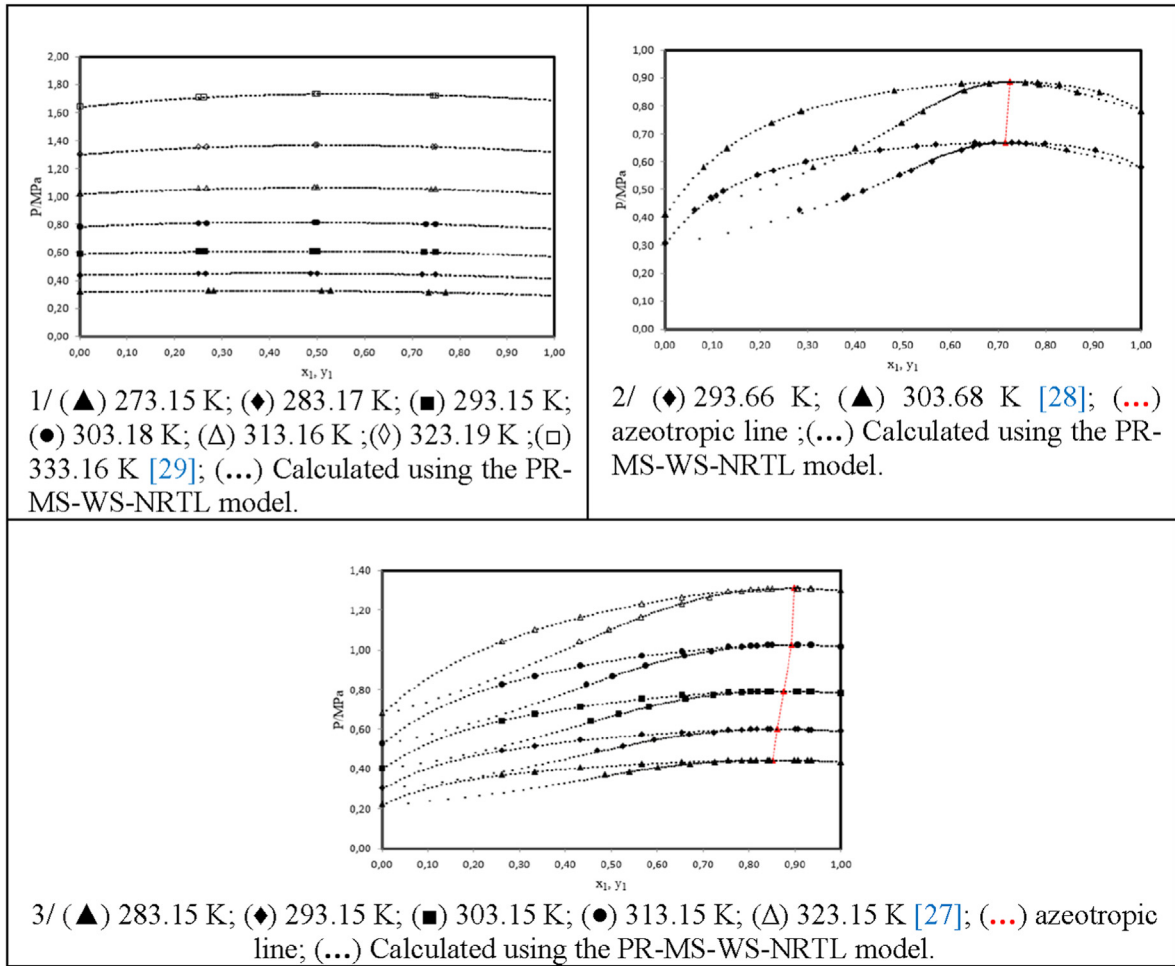 2,00
1,80
1,60
1,40
1,20
1,00
0,80
0,60
0,40
0,20
0,00
P/MPa
0,00 0,10 0,20 0,30 0,40 0,50 0,60 0,70 0,80 0,90 1,00
x₁, y₁
1/ (▲) 273.15 K; (♦) 283.17 K; (■) 293.15 K;
(●) 303.18 K; (Δ) 313.16 K ;(◊) 323.19 K ;(□)
333.16 K [29]; (...) Calculated using the PR-
MS-WS-NRTL model.
1,00
0,90
0,80
0,70
0,60
0,50
0,40
0,30
0,20
0,10
0,00
P/MPa
0,00 0,10 0,20 0,30 0,40 0,50 0,60 0,70 0,80 0,90 1,00
x₁, y₁
2/ (♦) 293.66 K; (▲) 303.68 K [28]; (...)
azeotropic line ;(...) Calculated using the PR-
MS-WS-NRTL model.
1,40
1,20
1,00
0,80
0,60
0,40
0,20
0,00
P/MPa
0,00 0,10 0,20 0,30 0,40 0,50 0,60 0,70 0,80 0,90 1,00
x₁, y₁
3/ (▲) 283.15 K; (♦) 293.15 K; (■) 303.15 K; (●) 313.15 K; (Δ) 323.15 K [27]; (...) azeotropic
line; (...) Calculated using the PR-MS-WS-NRTL model.